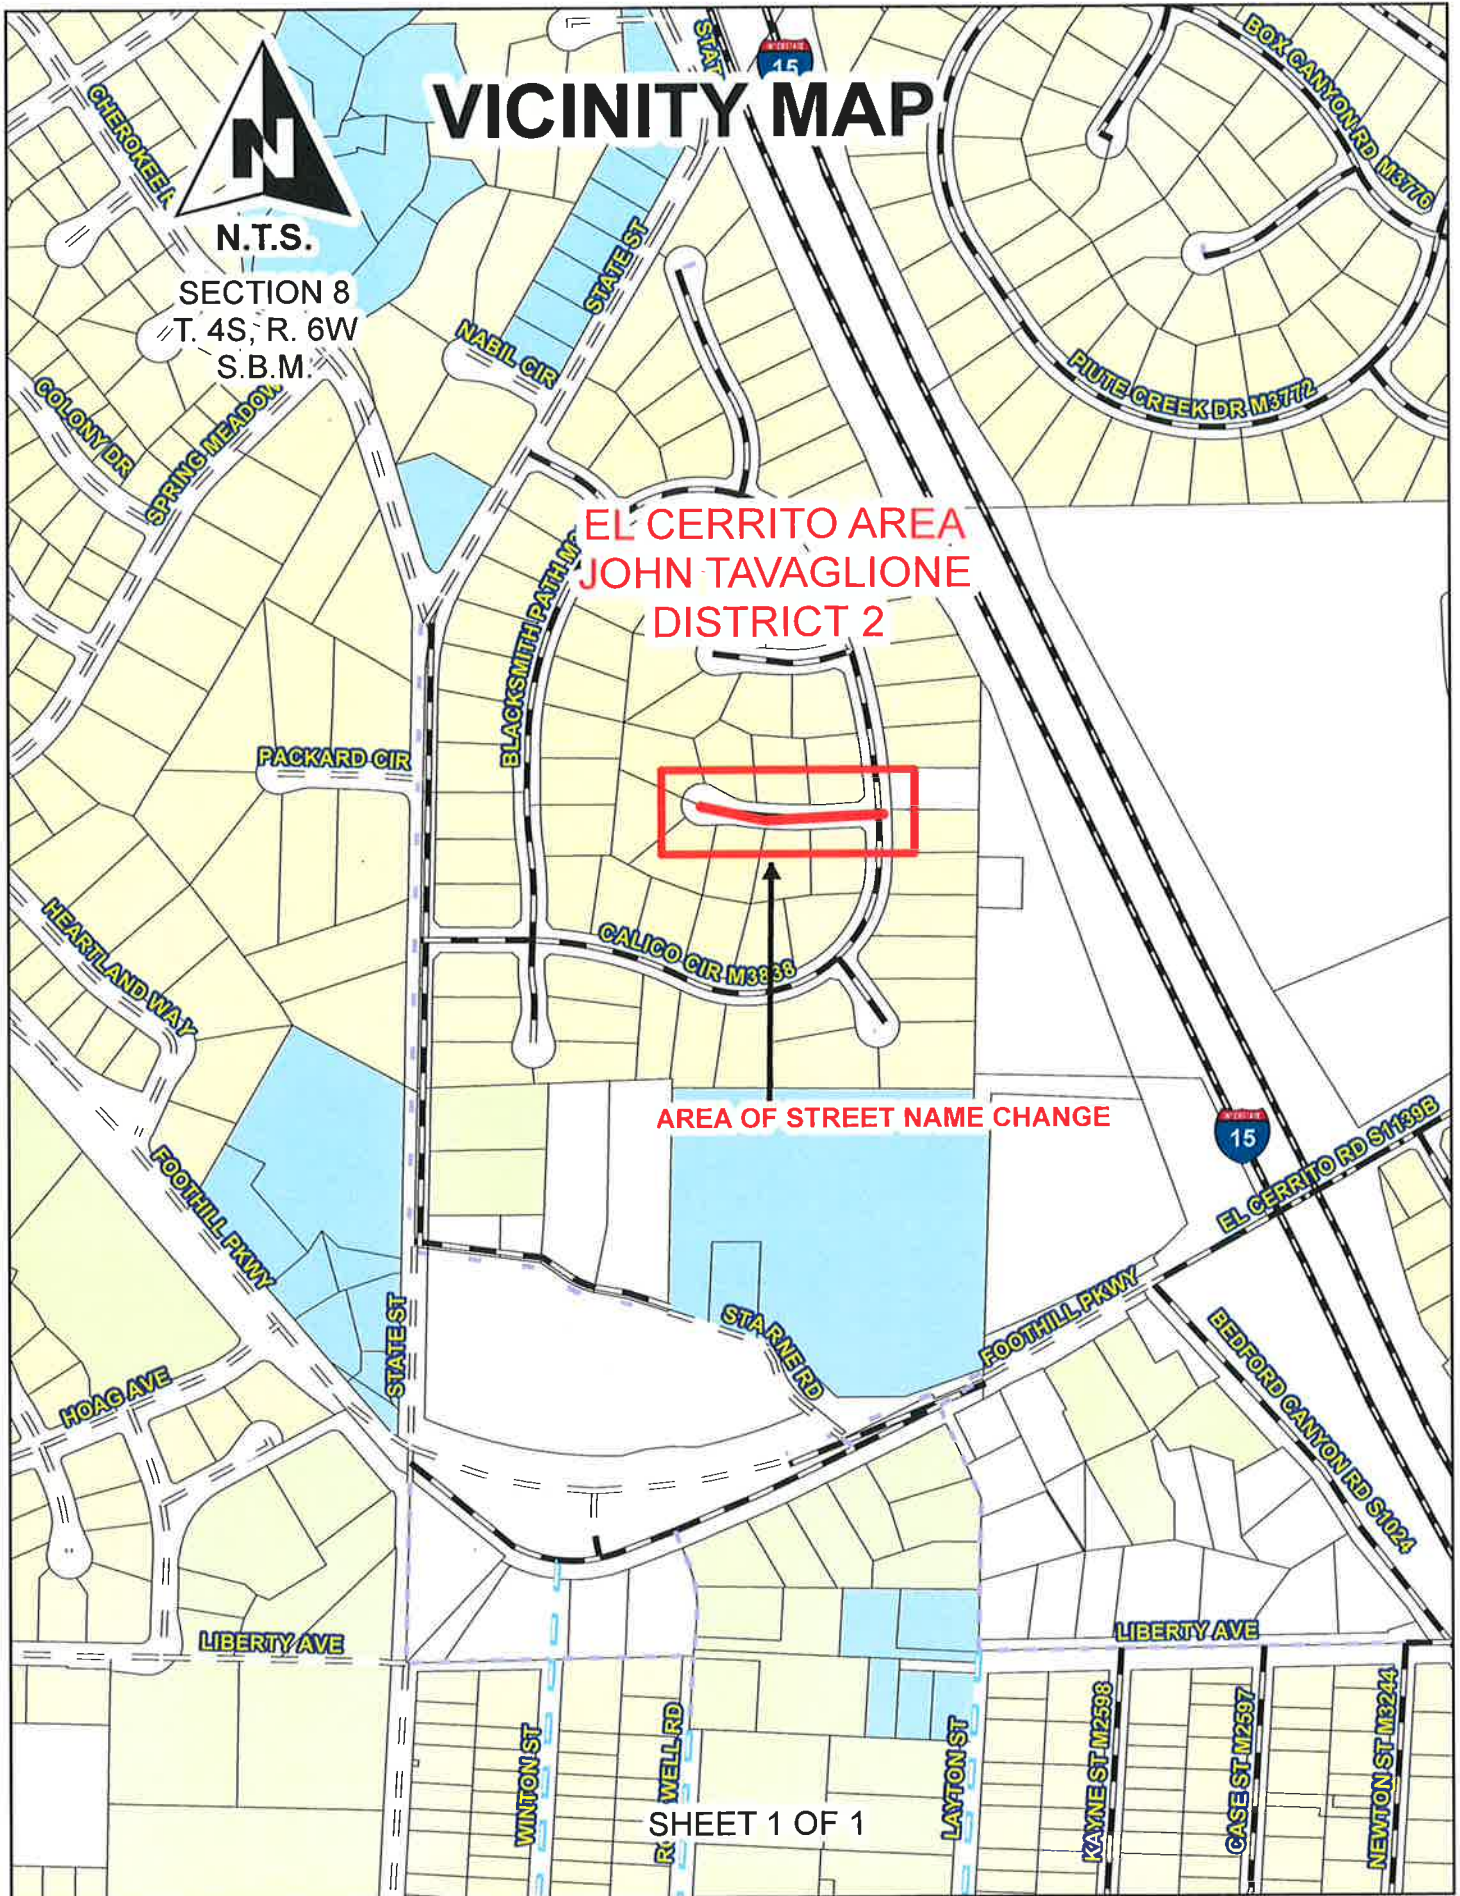 VICINITY MAP
N
N.T.S.
SECTION 8
T. 4S, R. 6W
S.B.M.
INTERSTATE
15
BOX CANYON RD M3776
STATE ST
NABIL CIR
COLONY DR
SPRING MEADOW
PIUTE CREEK DR M3772
EL CERRITO AREA
JOHN TAVAGLIONE
DISTRICT 2
BLACKSMITH PATH
PACKARD CIR
CALICO CIR M3838
HEARTLAND WAY
AREA OF STREET NAME CHANGE
INTERSTATE
15
EL CERRITO RD S1139B
FOOTHILL PKWY
FOOTHILL PKWY
STATE ST
STARNE RD
BEDFORD CANYON RD S1024
HOAG AVE
LIBERTY AVE
LIBERTY AVE
WINTON ST
WELL RD
LAYTON ST
KAYNE ST M2598
CASE ST M2597
NEWTON ST M3244
CHEROKEE
SHEET 1 OF 1